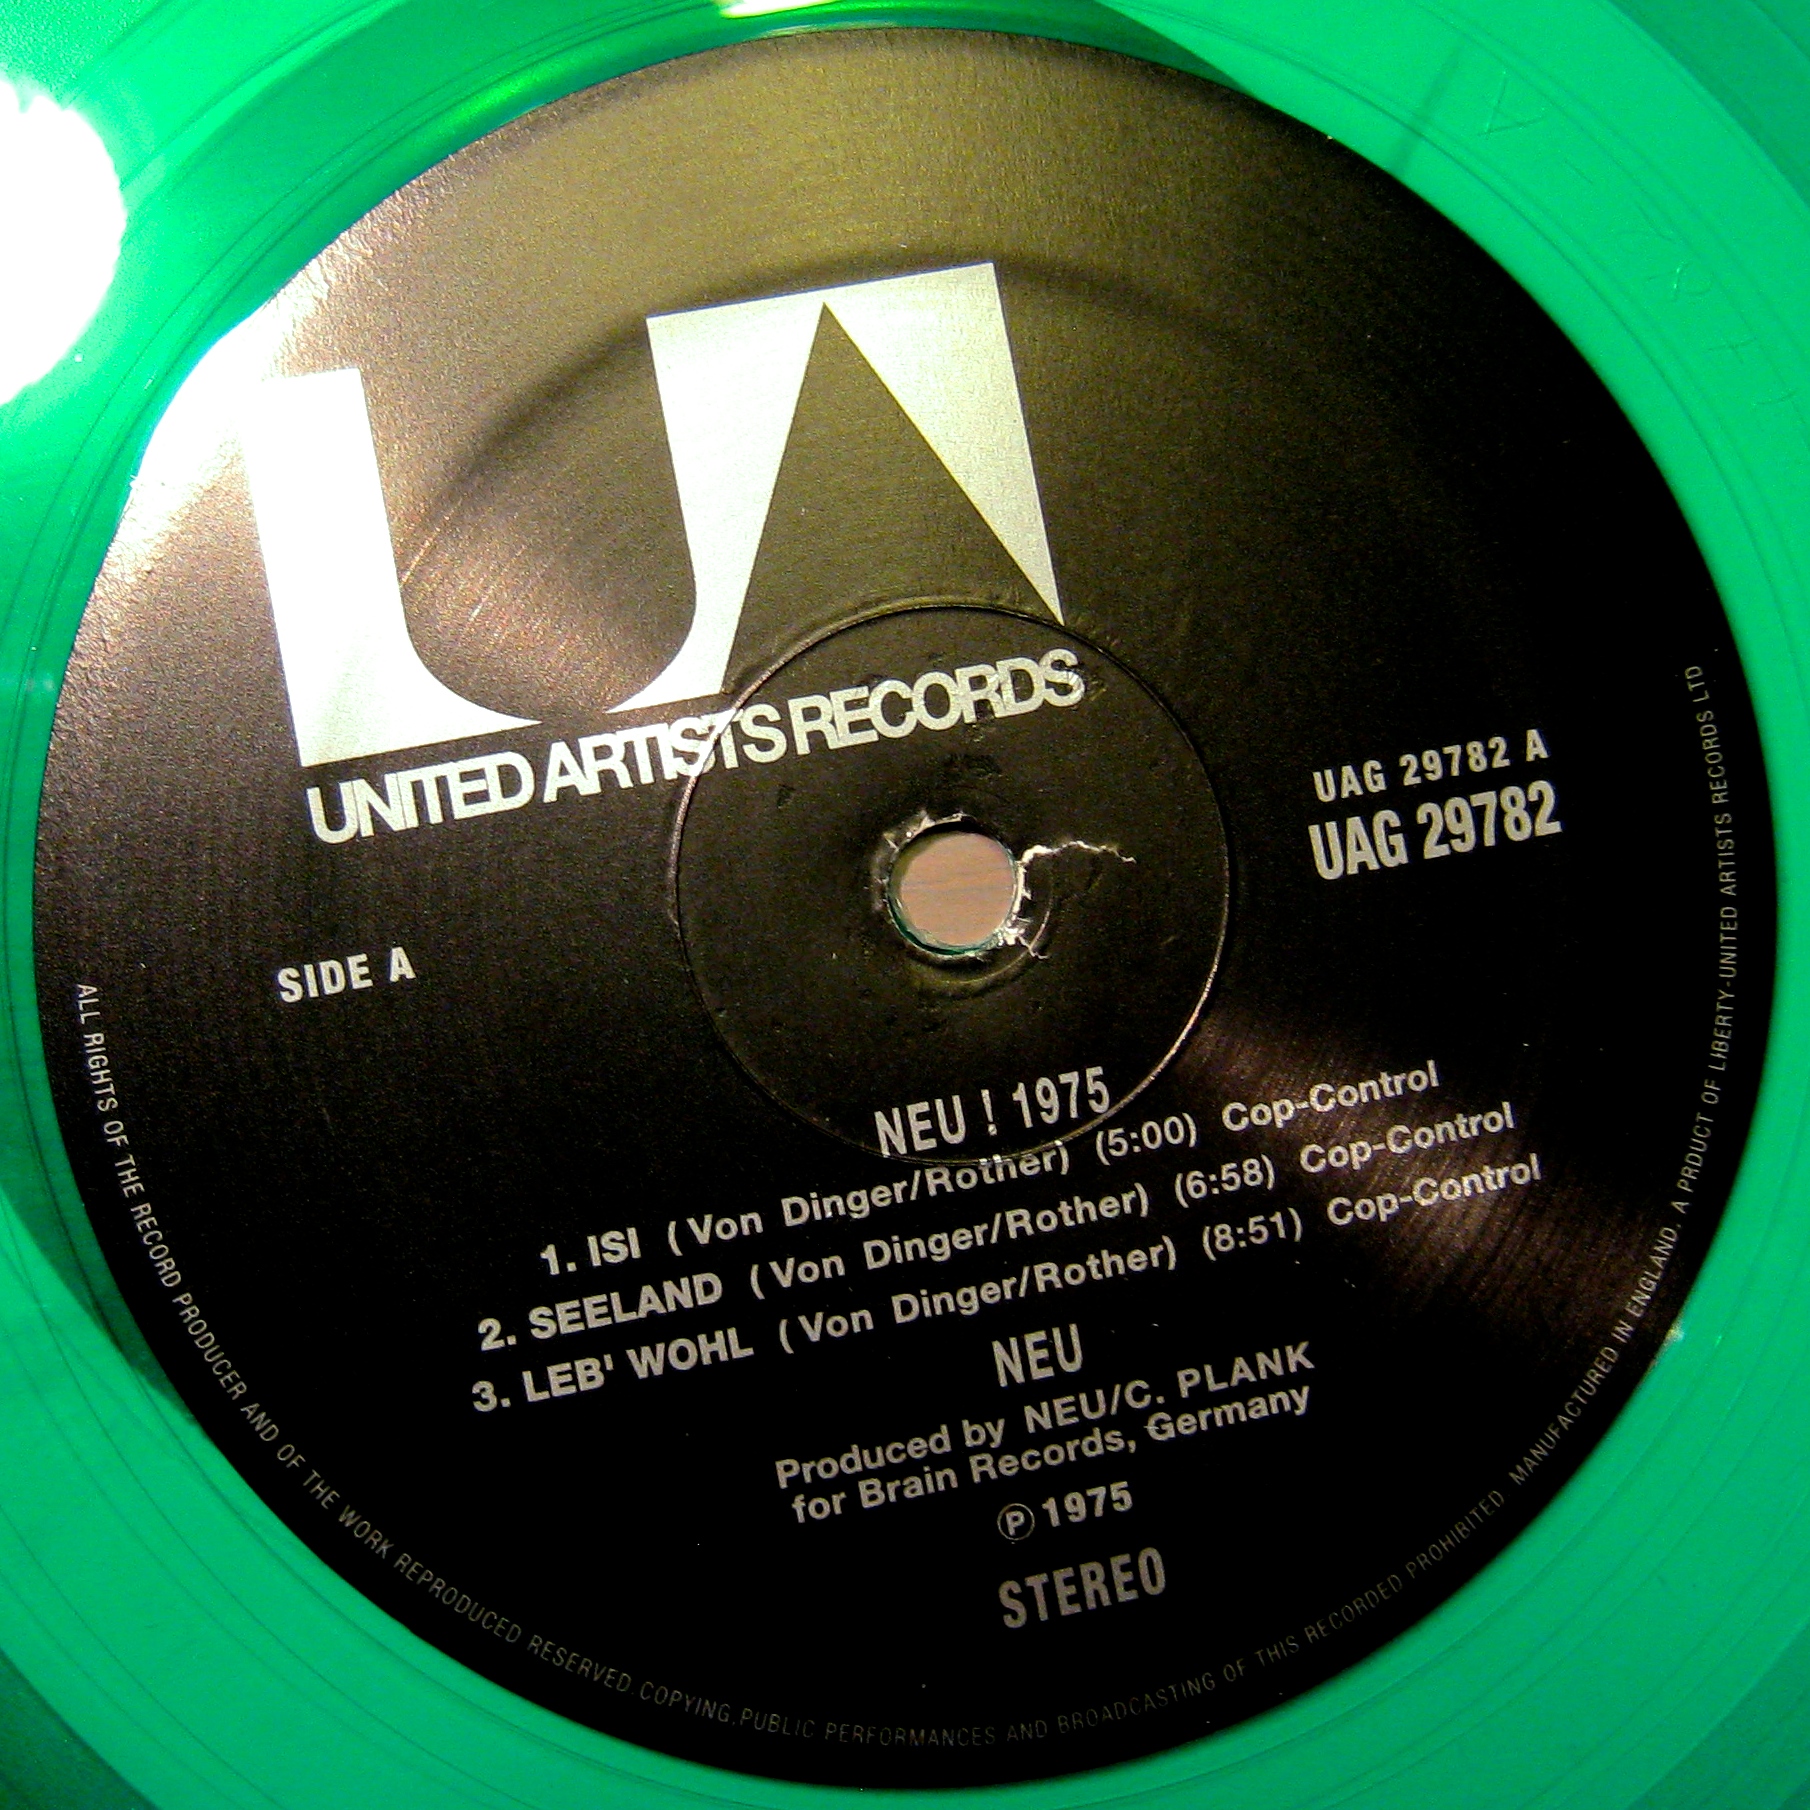 UA
UNITED ARTISTS RECORDS
UAG 29782 A
UAG 29782
SIDE A
NEU ! 1975
1. ISI (Von Dinger/Rother) (5:00) Cop-Control
2. SEELAND (Von Dinger/Rother) (6:58) Cop-Control
3. LEB' WOHL (Von Dinger/Rother) (8:51) Cop-Control
NEU
Produced by NEU/C. PLANK
for Brain Records, Germany
℗ 1975
STEREO
ALL RIGHTS OF THE RECORD PRODUCER AND OF THE WORK REPRODUCED RESERVED. COPYING, PUBLIC PERFORMANCES AND BROADCASTING OF THIS RECORDED PROHIBITED MANUFACTURED IN ENGLAND. A PRDUCT OF LIBERTY-UNITED ARTISTS RECORDS LTD